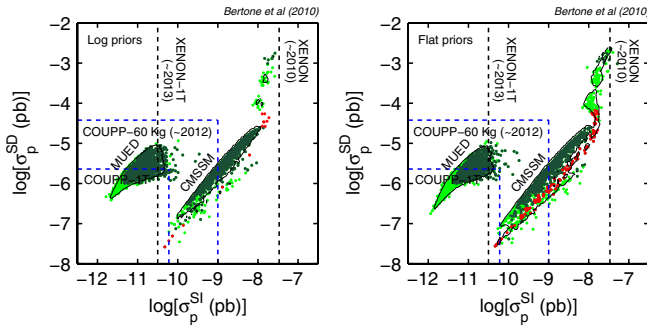 Bertone et al (2010)
Log priors
XENON-1T
(~2013)
XENON
(~2010)
COUPP-60 Kg (~2012)
MUED
COUPP-1T
CMSSM
-2
-3
-4
-5
-6
-7
-8
-12 -11 -10 -9 -8 -7
log[σ_p^SI (pb)]
log[σ_p^SD (pb)]
Bertone et al (2010)
Flat priors
XENON-1T
(~2013)
XENON
(~2010)
COUPP-60 Kg (~2012)
MUED
COUPP-1T
CMSSM
-2
-3
-4
-5
-6
-7
-8
-12 -11 -10 -9 -8 -7
log[σ_p^SI (pb)]
log[σ_p^SD (pb)]